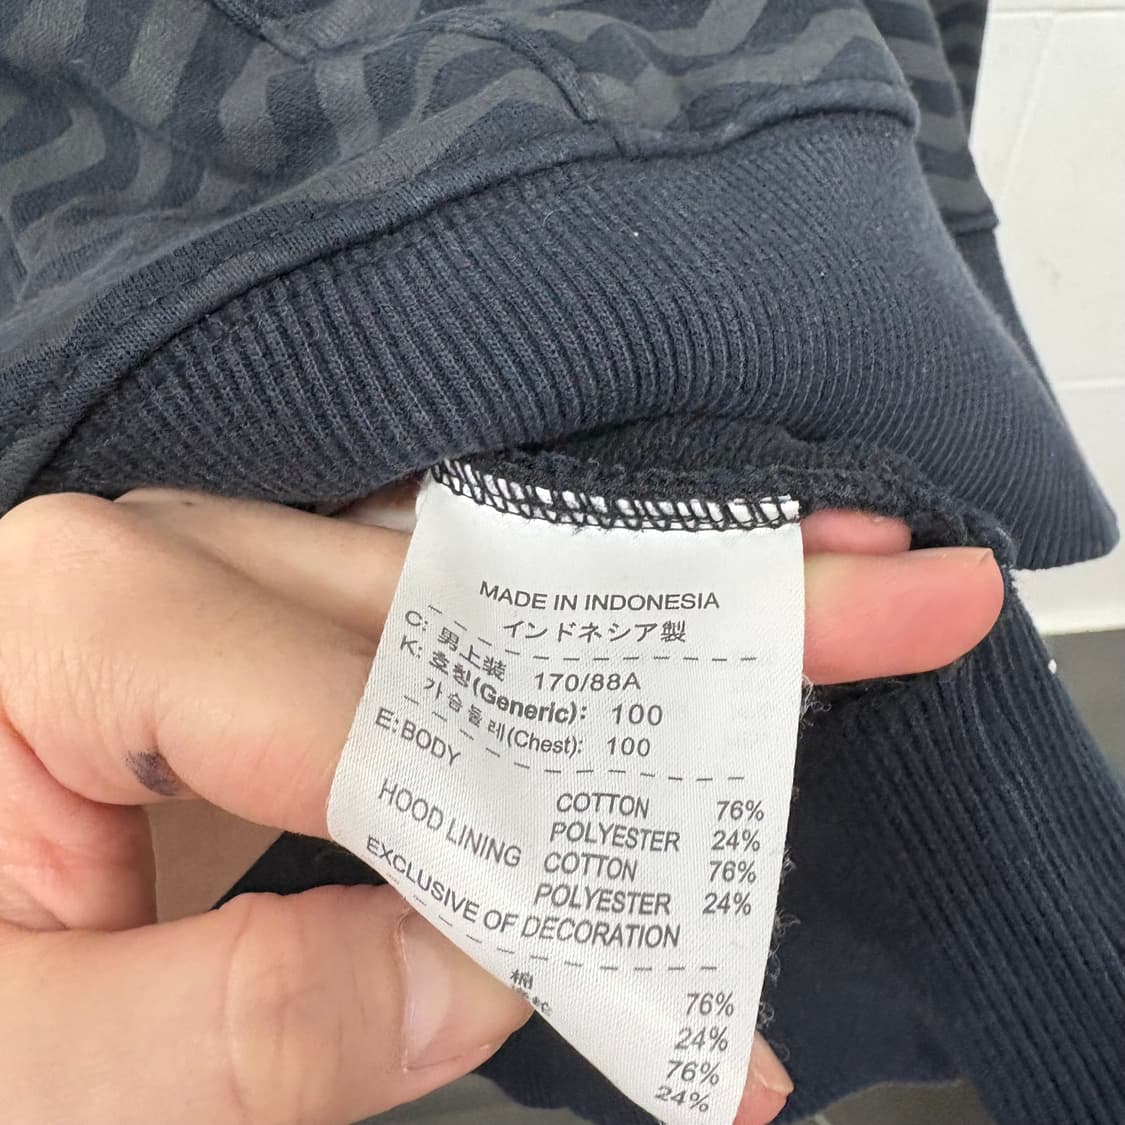 MADE IN INDONESIA
インドネシア製
C: 男上装 170/88A
K: 호칭(Generic): 100
가슴둘레(Chest): 100
E: BODY
COTTON 76%
POLYESTER 24%
HOOD LINING
COTTON 76%
POLYESTER 24%
EXCLUSIVE OF DECORATION
棉
76%
24%
76%
24%